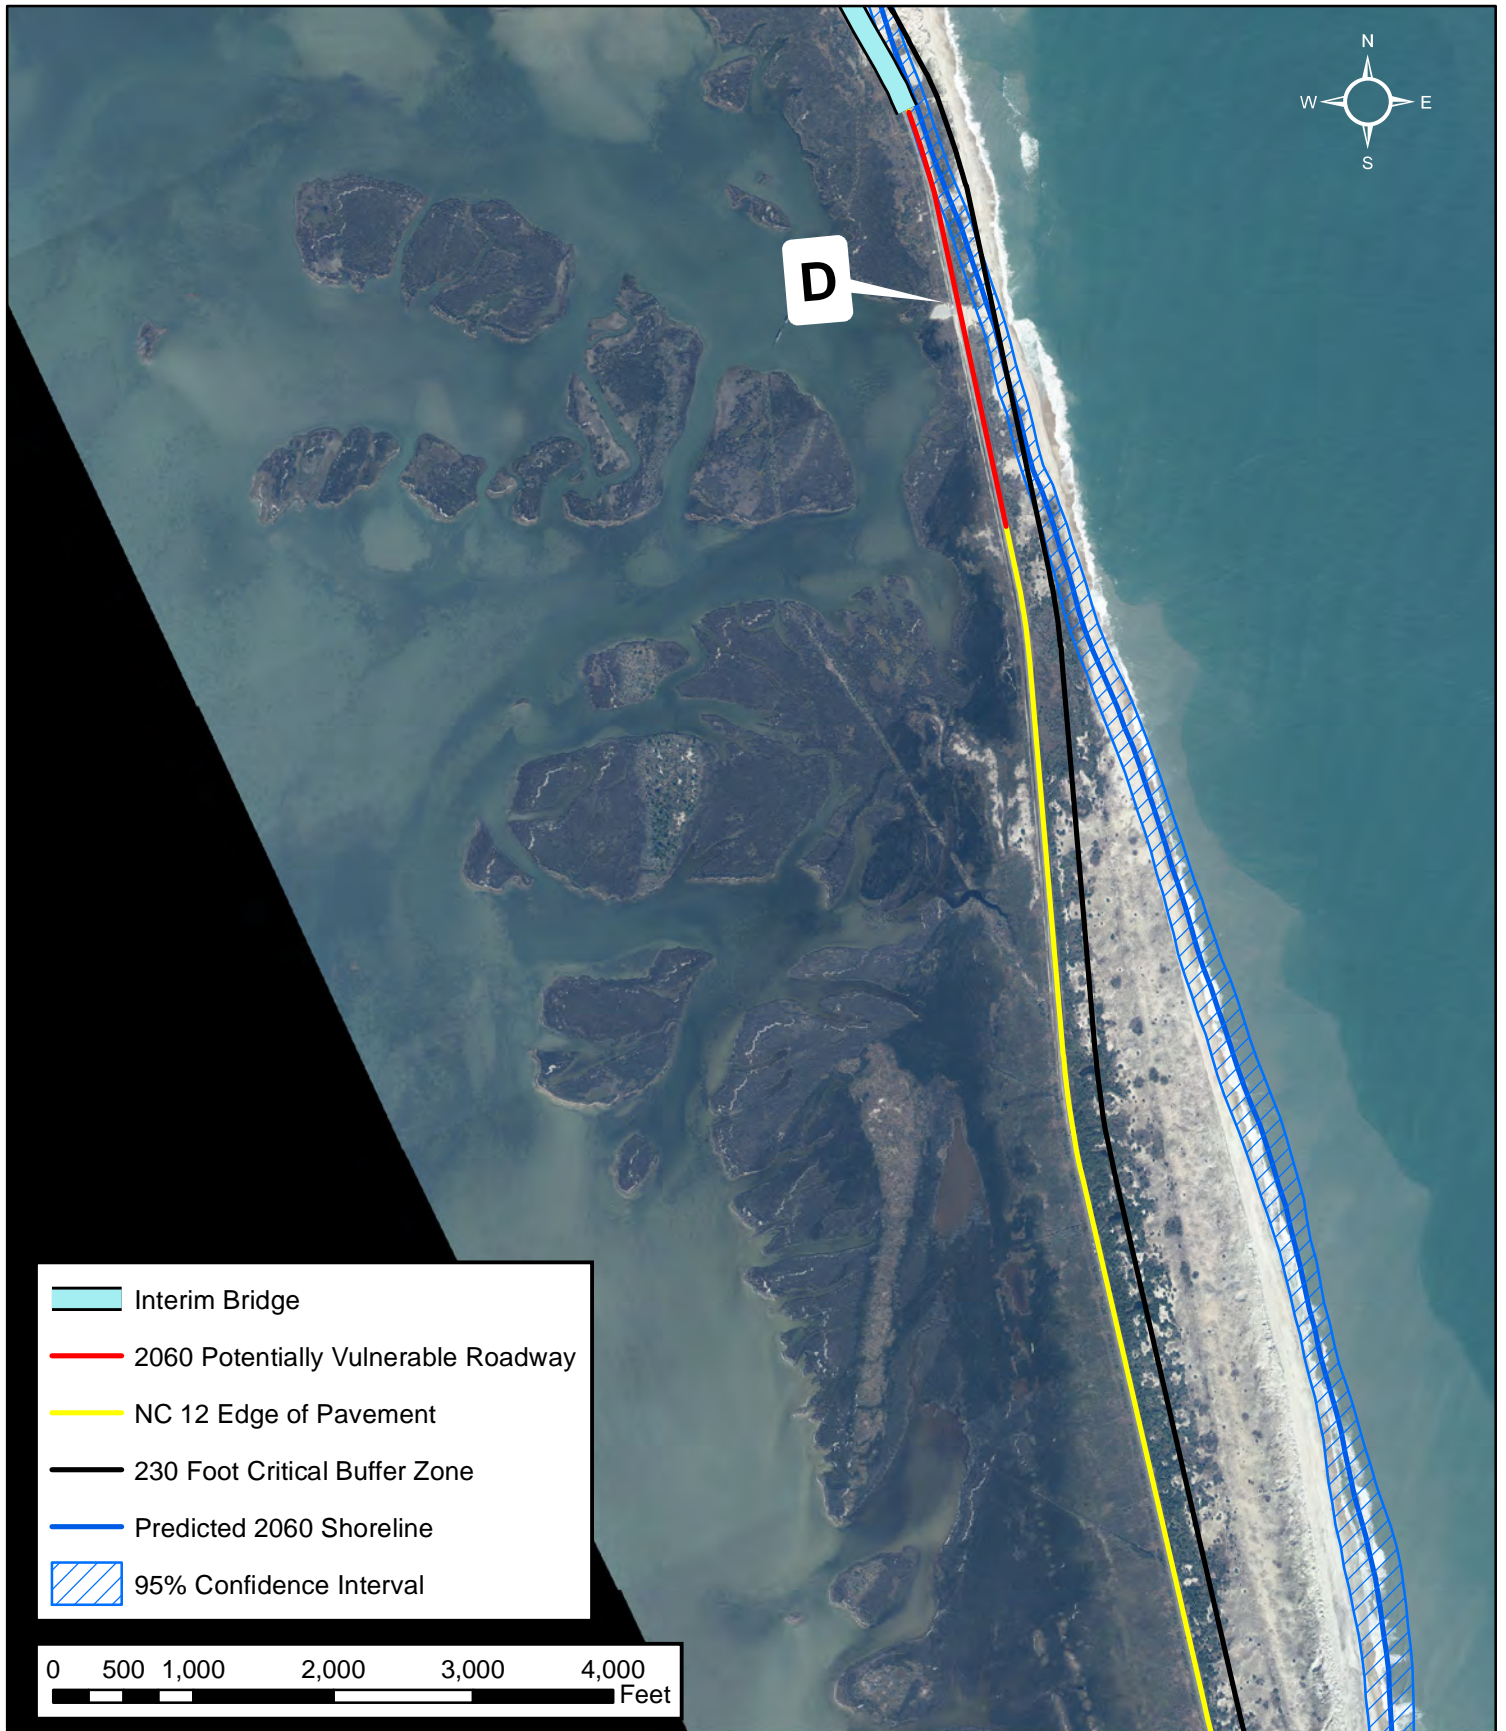 N
W E
S
D
Interim Bridge
2060 Potentially Vulnerable Roadway
NC 12 Edge of Pavement
230 Foot Critical Buffer Zone
Predicted 2060 Shoreline
95% Confidence Interval
0 500 1,000 2,000 3,000 4,000
Feet